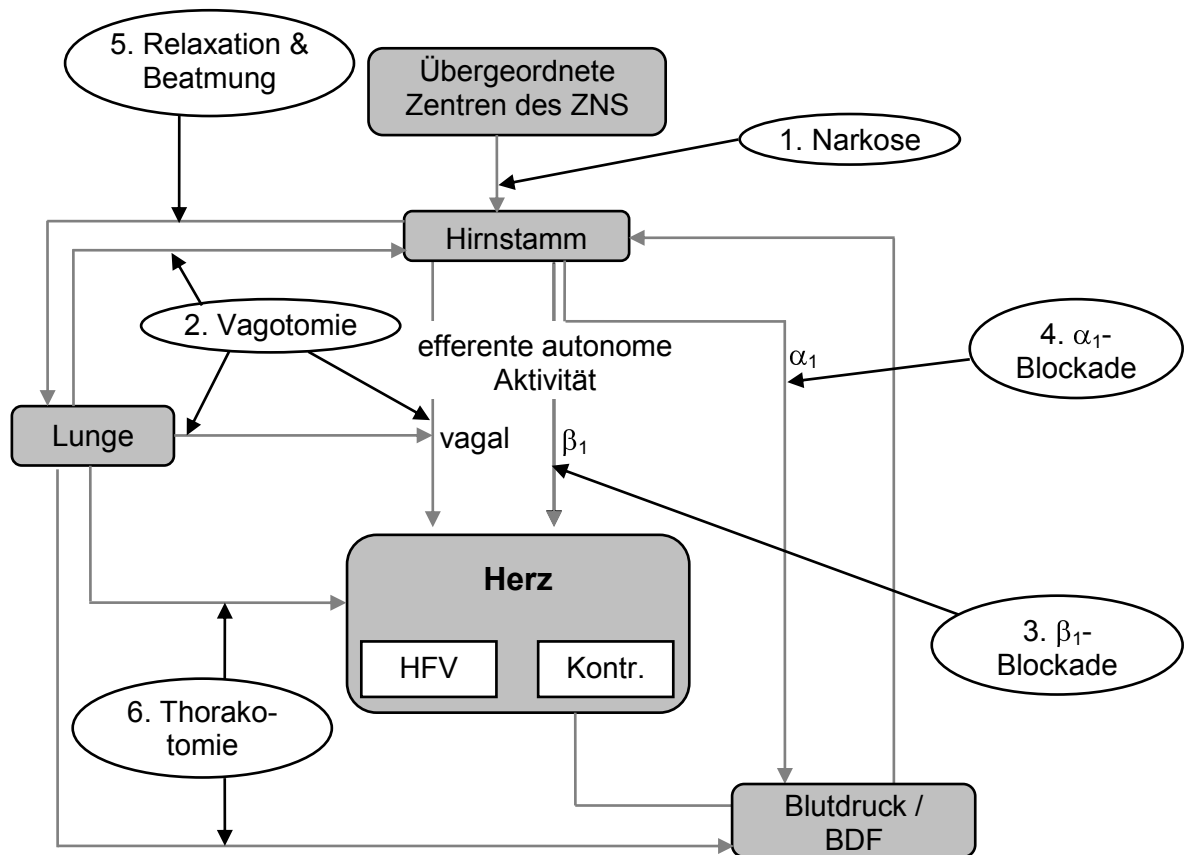 5. Relaxation &
Beatmung
Übergeordnete
Zentren des ZNS
1. Narkose
Hirnstamm
2. Vagotomie
efferente autonome
Aktivität
α₁
4. α₁-
Blockade
Lunge
vagal
β₁
Herz
HFV
Kontr.
3. β₁-
Blockade
6. Thorako-
tomie
Blutdruck /
BDF